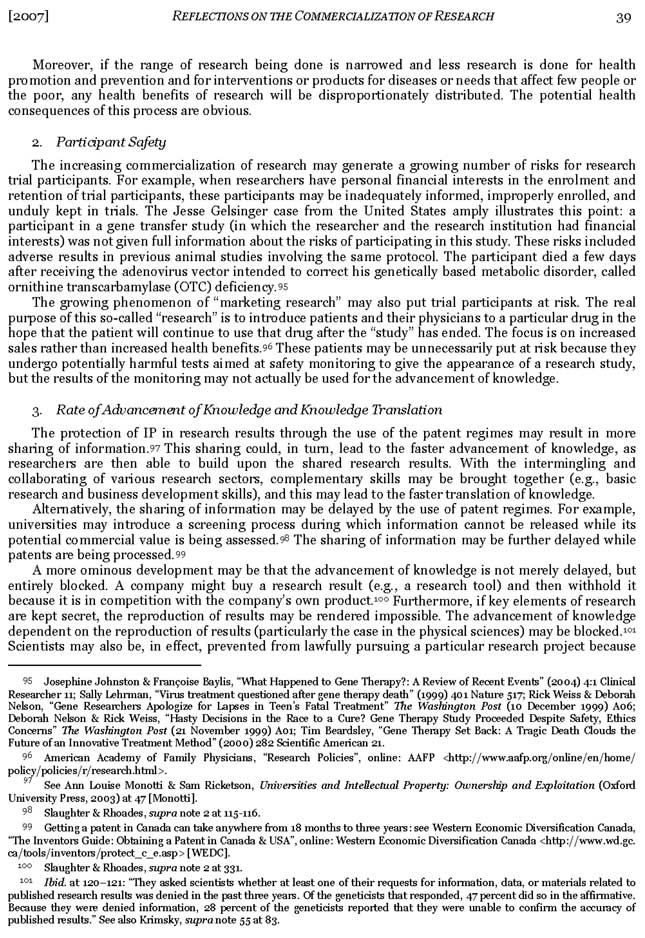 [2007] REFLECTIONS ON THE COMMERCIALIZATION OF RESEARCH 39
Moreover, if the range of research being done is narrowed and less research is done for health
promotion and prevention and for interventions or products for diseases or needs that affect few people or
the poor, any health benefits of research will be disproportionately distributed. The potential health
consequences of this process are obvious.
2. Participant Safety
The increasing commercialization of research may generate a growing number of risks for research
trial participants. For example, when researchers have personal financial interests in the enrolment and
retention of trial participants, these participants may be inadequately informed, improperly enrolled, and
unduly kept in trials. The Jesse Gelsinger case from the United States amply illustrates this point: a
participant in a gene transfer study (in which the researcher and the research institution had financial
interests) was not given full information about the risks of participating in this study. These risks included
adverse results in previous animal studies involving the same protocol. The participant died a few days
after receiving the adenovirus vector intended to correct his genetically based metabolic disorder, called
ornithine transcarbamylase (OTC) deficiency.95
The growing phenomenon of “marketing research” may also put trial participants at risk. The real
purpose of this so-called “research” is to introduce patients and their physicians to a particular drug in the
hope that the patient will continue to use that drug after the “study” has ended. The focus is on increased
sales rather than increased health benefits.96 These patients may be unnecessarily put at risk because they
undergo potentially harmful tests aimed at safety monitoring to give the appearance of a research study,
but the results of the monitoring may not actually be used for the advancement of knowledge.
3. Rate of Advancement of Knowledge and Knowledge Translation
The protection of IP in research results through the use of the patent regimes may result in more
sharing of information.97 This sharing could, in turn, lead to the faster advancement of knowledge, as
researchers are then able to build upon the shared research results. With the intermingling and
collaborating of various research sectors, complementary skills may be brought together (e.g., basic
research and business development skills), and this may lead to the faster translation of knowledge.
Alternatively, the sharing of information may be delayed by the use of patent regimes. For example,
universities may introduce a screening process during which information cannot be released while its
potential commercial value is being assessed.98 The sharing of information may be further delayed while
patents are being processed.99
A more ominous development may be that the advancement of knowledge is not merely delayed, but
entirely blocked. A company might buy a research result (e.g., a research tool) and then withhold it
because it is in competition with the company’s own product.100 Furthermore, if key elements of research
are kept secret, the reproduction of results may be rendered impossible. The advancement of knowledge
dependent on the reproduction of results (particularly the case in the physical sciences) may be blocked.101
Scientists may also be, in effect, prevented from lawfully pursuing a particular research project because
95 Josephine Johnston & Françoise Baylis, “What Happened to Gene Therapy?: A Review of Recent Events” (2004) 4:1 Clinical
Researcher 11; Sally Lehrman, “Virus treatment questioned after gene therapy death” (1999) 401 Nature 517; Rick Weiss & Deborah
Nelson, “Gene Researchers Apologize for Lapses in Teen’s Fatal Treatment” The Washington Post (10 December 1999) A06;
Deborah Nelson & Rick Weiss, “Hasty Decisions in the Race to a Cure? Gene Therapy Study Proceeded Despite Safety, Ethics
Concerns” The Washington Post (21 November 1999) A01; Tim Beardsley, “Gene Therapy Set Back: A Tragic Death Clouds the
Future of an Innovative Treatment Method” (2000) 282 Scientific American 21.
96 American Academy of Family Physicians, “Research Policies”, online: AAFP <http://www.aafp.org/online/en/home/
policy/policies/r/research.html>.
97 See Ann Louise Monotti & Sam Ricketson, Universities and Intellectual Property: Ownership and Exploitation (Oxford
University Press, 2003) at 47 [Monotti].
98 Slaughter & Rhoades, supra note 2 at 115-116.
99 Getting a patent in Canada can take anywhere from 18 months to three years: see Western Economic Diversification Canada,
“The Inventors Guide: Obtaining a Patent in Canada & USA”, online: Western Economic Diversification Canada <http://www.wd.gc.
ca/tools/inventors/protect_c_e.asp> [WEDC].
100 Slaughter & Rhoades, supra note 2 at 331.
101 Ibid. at 120–121: “They asked scientists whether at least one of their requests for information, data, or materials related to
published research results was denied in the past three years. Of the geneticists that responded, 47 percent did so in the affirmative.
Because they were denied information, 28 percent of the geneticists reported that they were unable to confirm the accuracy of
published results.” See also Krimsky, supra note 55 at 83.